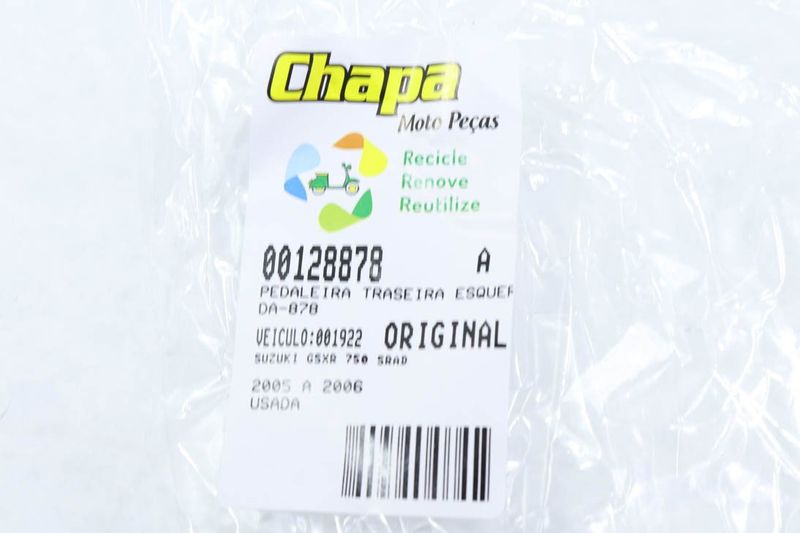 Chapa
Moto Peças
Recicle
Renove
Reutilize
00128878 A
PEDALEIRA TRASEIRA ESQUER
DA-878
VEICULO:001922 ORIGINAL
SUZUKI GSXR 750 SRAD
2005 A 2006
USADA